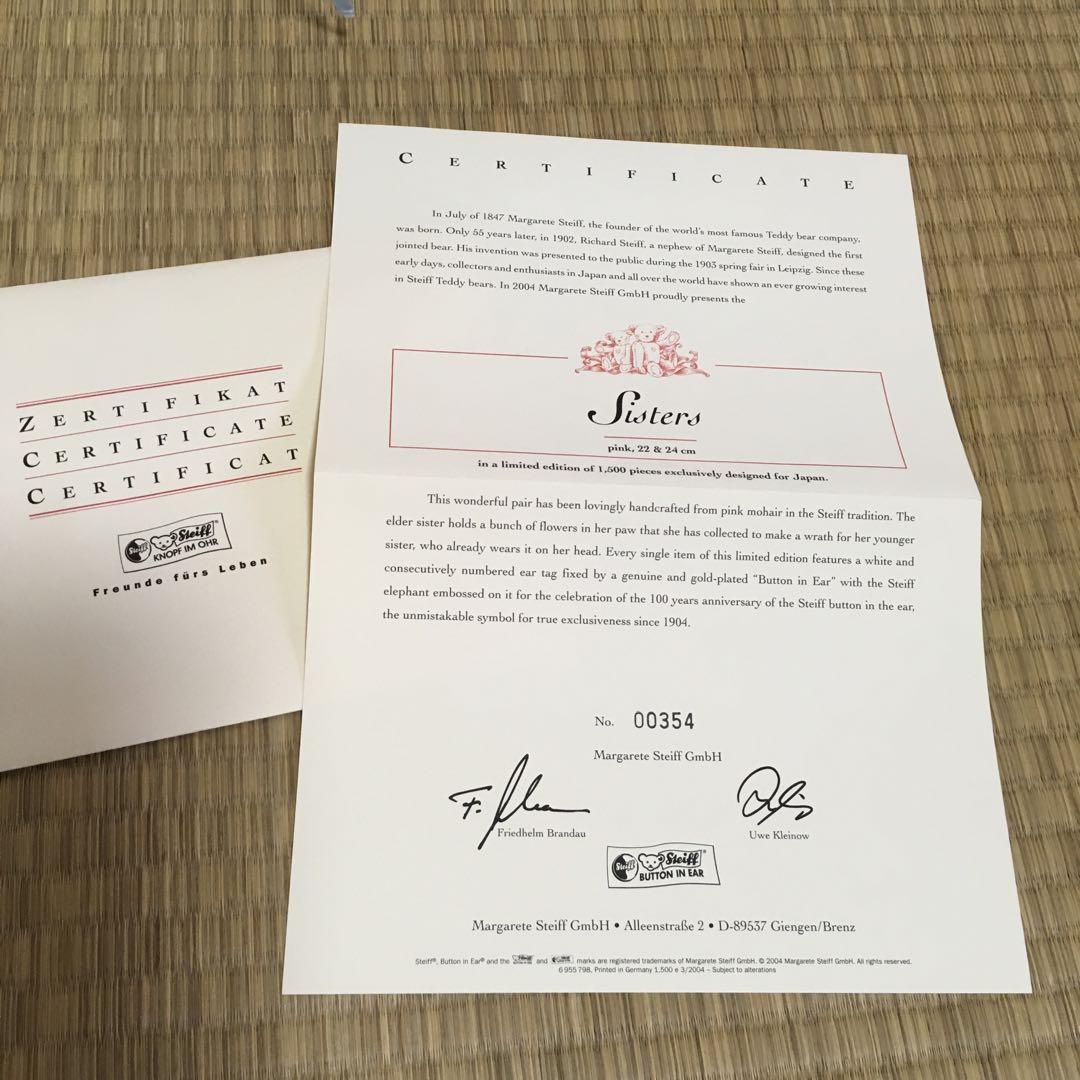 ZERTIFIKAT
CERTIFICATE
CERTIFICAT
Steiff
Steiff®
KNOPF IM OHR
Freunde fürs Leben
CERTIFICATE
In July of 1847 Margarete Steiff, the founder of the world's most famous Teddy bear company,
was born. Only 55 years later, in 1902, Richard Steiff, a nephew of Margarete Steiff, designed the first
jointed bear. His invention was presented to the public during the 1903 spring fair in Leipzig. Since these
early days, collectors and enthusiasts in Japan and all over the world have shown an ever growing interest
in Steiff Teddy bears. In 2004 Margarete Steiff GmbH proudly presents the
Sisters
pink, 22 & 24 cm
in a limited edition of 1,500 pieces exclusively designed for Japan.
This wonderful pair has been lovingly handcrafted from pink mohair in the Steiff tradition. The
elder sister holds a bunch of flowers in her paw that she has collected to make a wrath for her younger
sister, who already wears it on her head. Every single item of this limited edition features a white and
consecutively numbered ear tag fixed by a genuine and gold-plated "Button in Ear" with the Steiff
elephant embossed on it for the celebration of the 100 years anniversary of the Steiff button in the ear,
the unmistakable symbol for true exclusiveness since 1904.
No. 00354
Margarete Steiff GmbH
Friedhelm Brandau
Uwe Kleinow
Steiff
Steiff®
BUTTON IN EAR
Margarete Steiff GmbH • Alleenstraße 2 • D-89537 Giengen/Brenz
Steiff®, Button in Ear® and the and marks are registered trademarks of Margarete Steiff GmbH. © 2004 Margarete Steiff GmbH. All rights reserved.
6 955 798, Printed in Germany 1,500 e 3/2004 – Subject to alterations